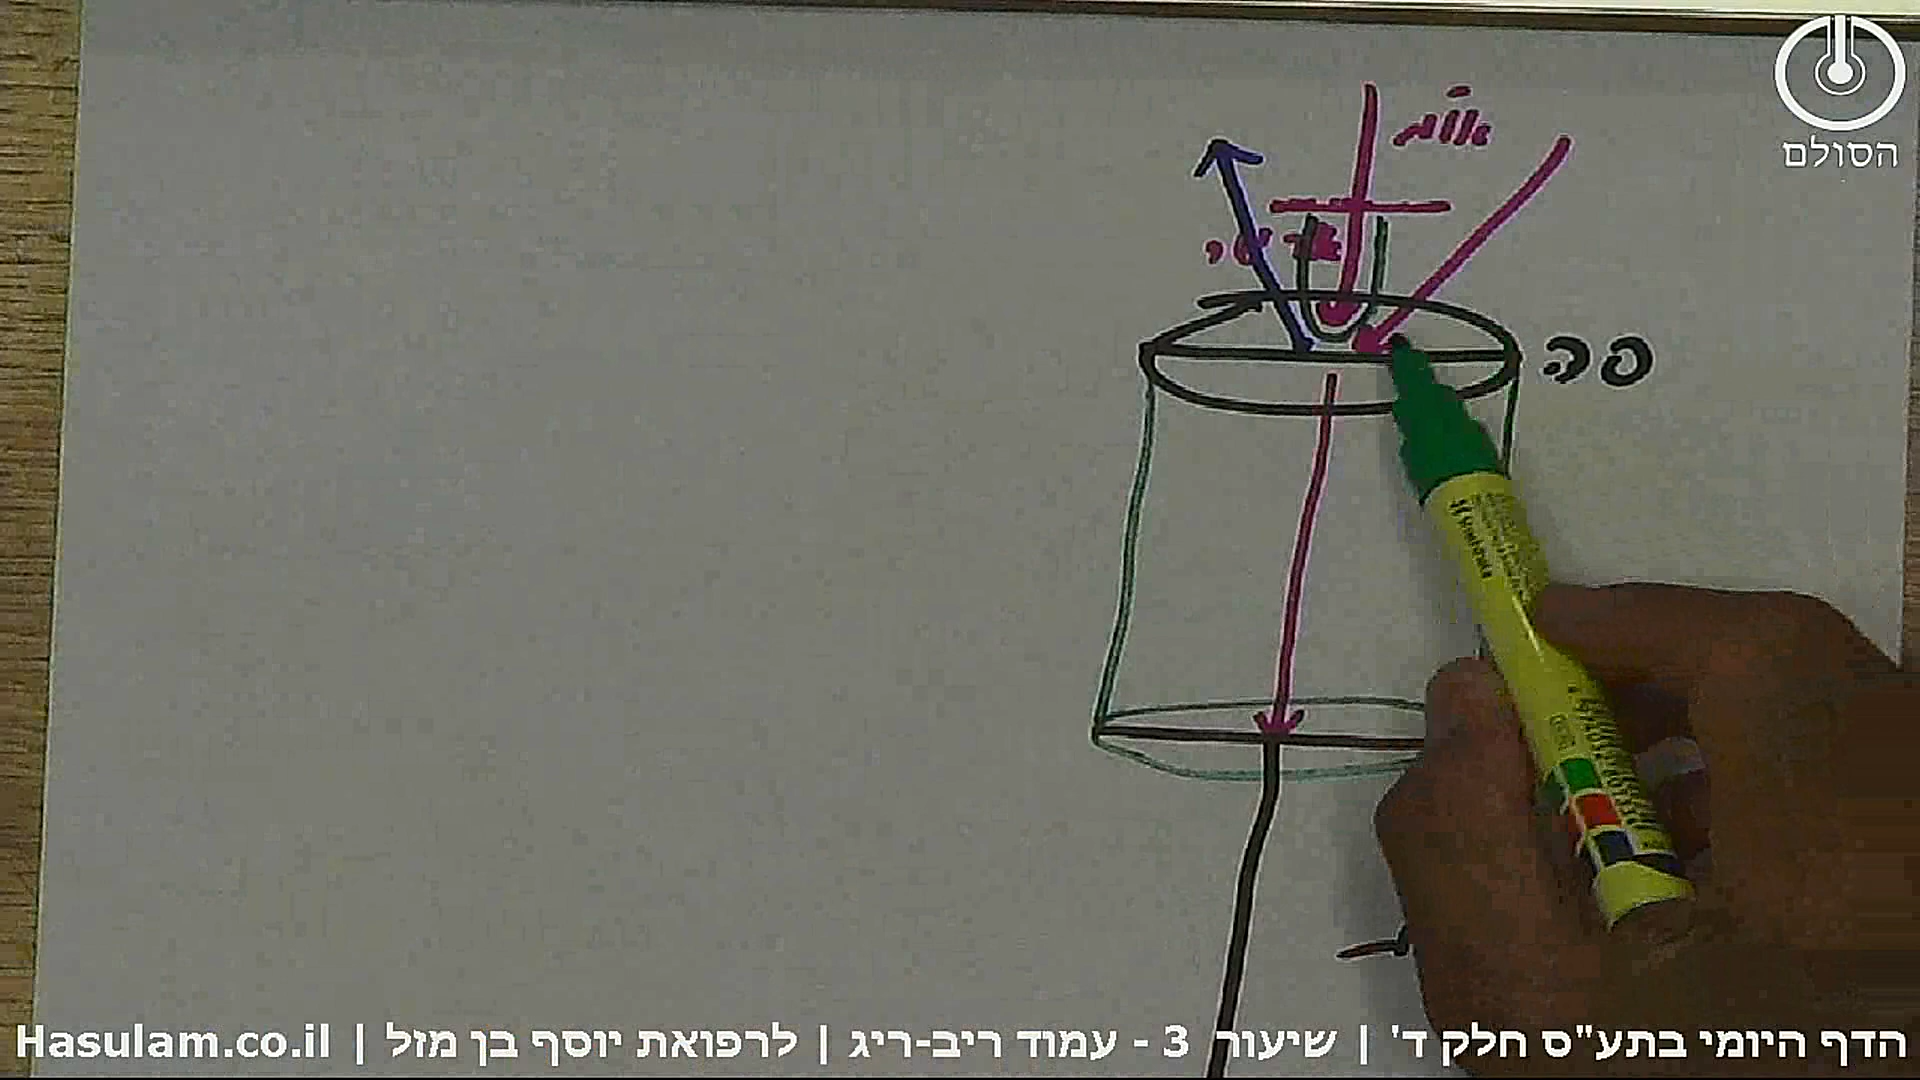 הסולם
פה
הדף היומי בתע"ס חלק ד' | שיעור 3 - עמוד ריב-ריג | לרפואת יוסף בן מזל | Hasulam.co.il